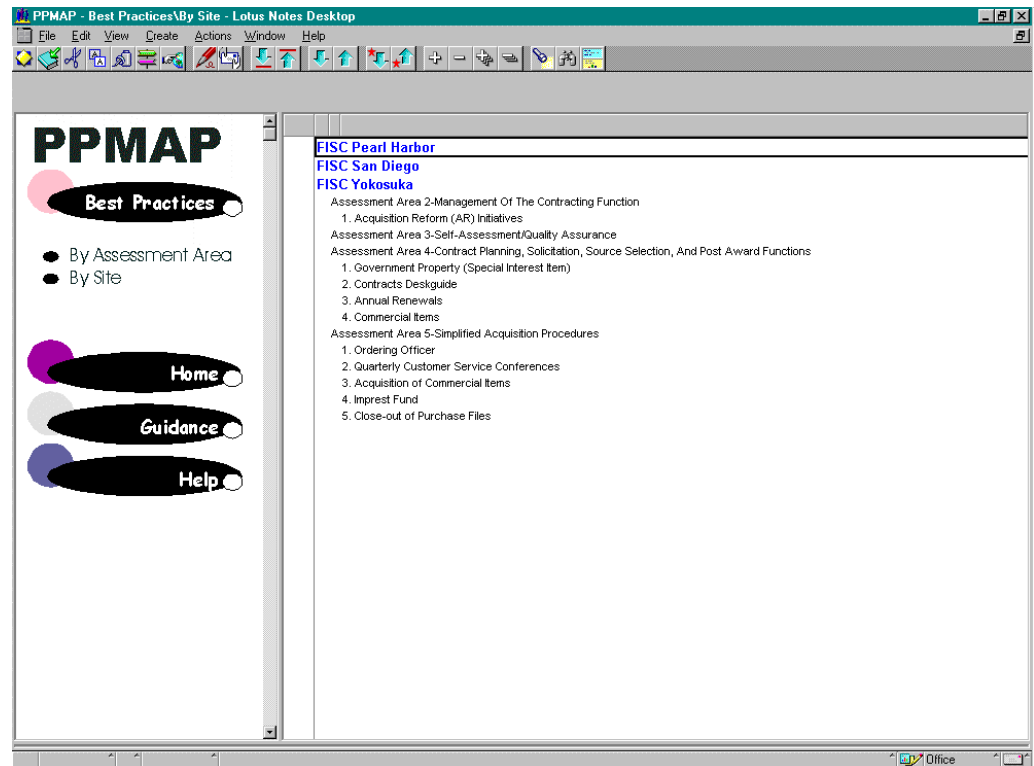 PPMAP - Best Practices\By Site - Lotus Notes Desktop
File Edit View Create Actions Window Help
PPMAP
Best Practices
By Assessment Area
By Site
Home
Guidance
Help
FISC Pearl Harbor
FISC San Diego
FISC Yokosuka
Assessment Area 2-Management Of The Contracting Function
1. Acquisition Reform (AR) Initiatives
Assessment Area 3-Self-Assessment/Quality Assurance
Assessment Area 4-Contract Planning, Solicitation, Source Selection, And Post Award Functions
1. Government Property (Special Interest Item)
2. Contracts Deskguide
3. Annual Renewals
4. Commercial Items
Assessment Area 5-Simplified Acquisition Procedures
1. Ordering Officer
2. Quarterly Customer Service Conferences
3. Acquisition of Commercial Items
4. Imprest Fund
5. Close-out of Purchase Files
Office